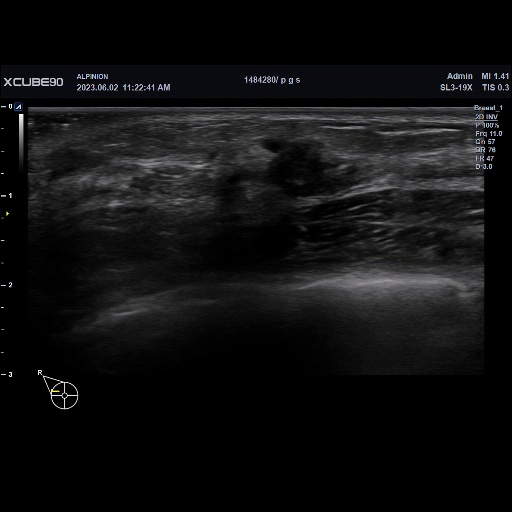 XCUBE90
ALPINION
2023.06.02 11:22:41 AM
1484280/ p g s
Admin MI 1.41
SL3-19X TIS 0.3
Breast_1
2D INV
P 100%
Frq 11.0
Gn 57
DR 76
FR 47
D 3.0
0
1
2
3
R